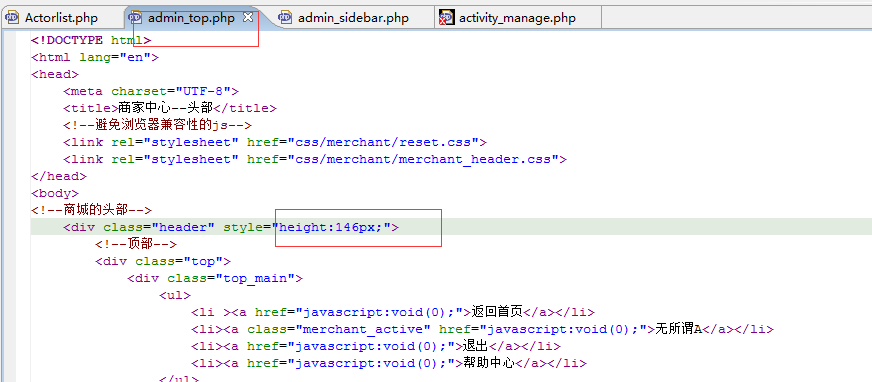 Actorlist.php admin_top.php admin_sidebar.php activity_manage.php
<!DOCTYPE html>
<html lang="en">
<head>
<meta charset="UTF-8">
<title>商家中心--头部</title>
<!--避免浏览器兼容性的js-->
<link rel="stylesheet" href="css/merchant/reset.css">
<link rel="stylesheet" href="css/merchant/merchant_header.css">
</head>
<body>
<!--商城的头部-->
<div class="header" style="height:146px;">
<!--顶部-->
<div class="top">
<div class="top_main">
<ul>
<li ><a href="javascript:void(0);">返回首页</a></li>
<li><a class="merchant_active" href="javascript:void(0);">无所谓A</a></li>
<li><a href="javascript:void(0);">退出</a></li>
<li><a href="javascript:void(0);">帮助中心</a></li>
</ul>